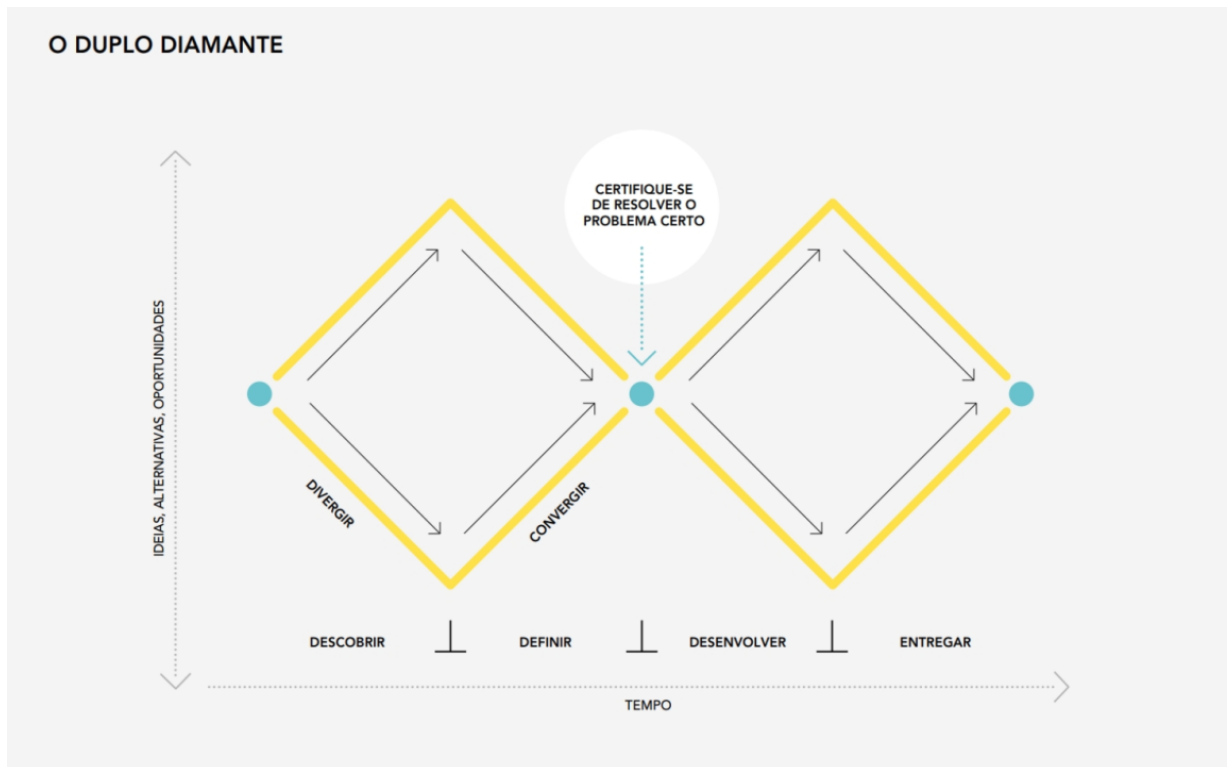 O DUPLO DIAMANTE
CERTIFIQUE-SE
DE RESOLVER O
PROBLEMA CERTO
IDEIAS, ALTERNATIVAS, OPORTUNIDADES
DIVERGIR
CONVERGIR
DESCOBRIR
DEFINIR
DESENVOLVER
ENTREGAR
TEMPO